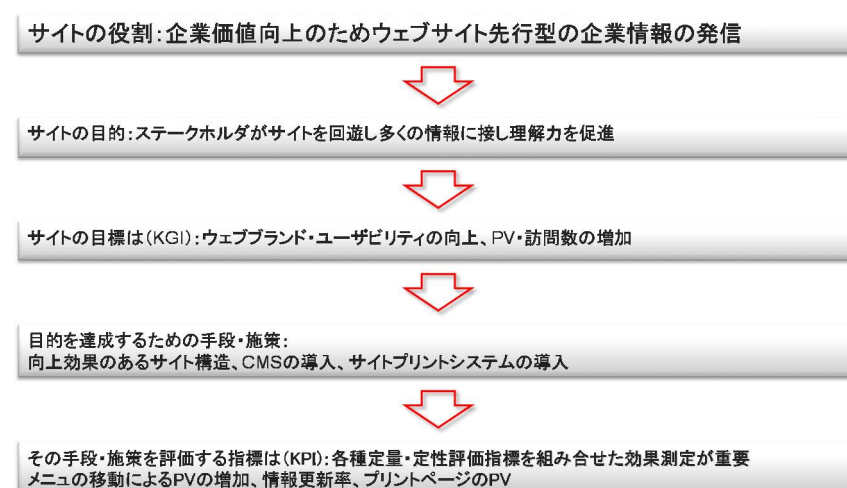 サイトの役割:企業価値向上のためウェブサイト先行型の企業情報の発信
サイトの目的:ステークホルダがサイトを回遊し多くの情報に接し理解力を促進
サイトの目標は(KGI):ウェブブランド・ユーザビリティの向上、PV・訪問数の増加
目的を達成するための手段・施策:
向上効果のあるサイト構造、CMSの導入、サイトプリントシステムの導入
その手段・施策を評価する指標は(KPI):各種定量・定性評価指標を組み合せた効果測定が重要
メニューの移動によるPVの増加、情報更新率、プリントページのPV